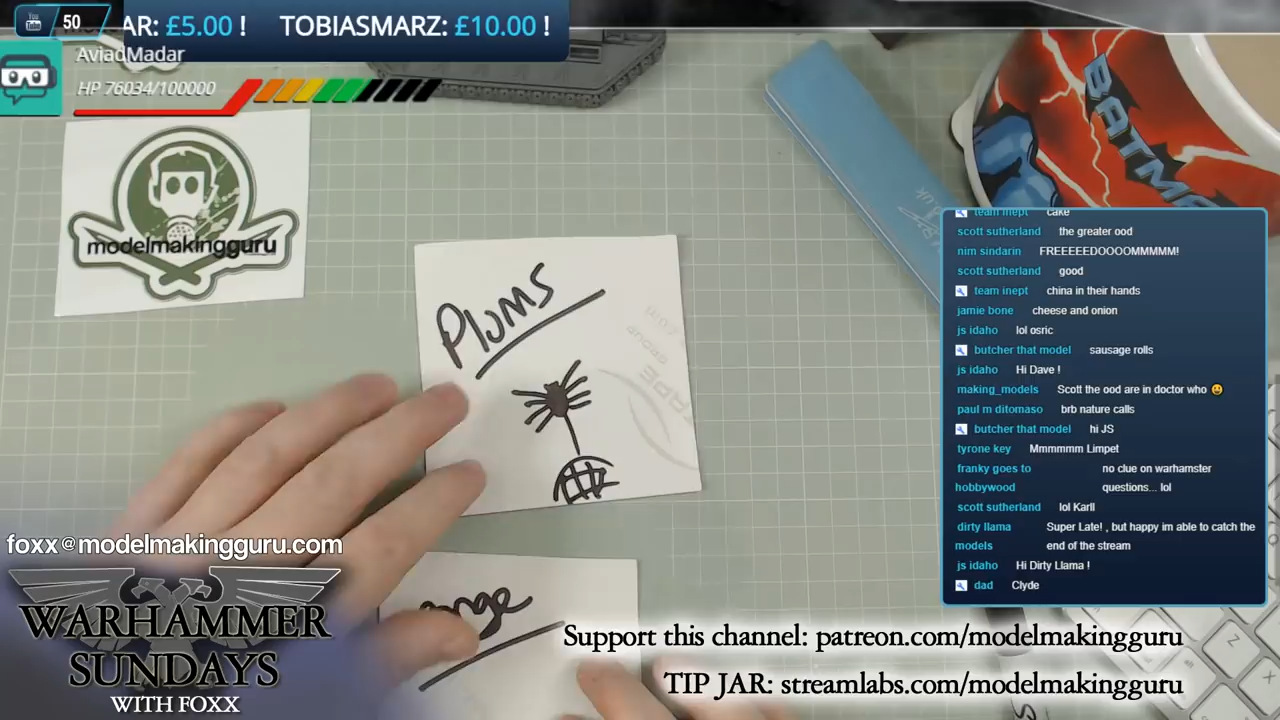 50
AR: £5.00 ! TOBIASMARZ: £10.00 !
AviadMadar
HP 76034/100000
modelmakingguru
BATMA
Plums
TAPE
GROUP
cake
scott sutherland the greater ood
nim sindarin FREEEEDOOOOMMMMM!
scott sutherland good
team inept china in their hands
jamie bone cheese and onion
js idaho lol osric
butcher that model sausage rolls
js idaho Hi Dave !
making_models Scott the ood are in doctor who
paul m ditomaso brb nature calls
butcher that model hi JS
tyrone key Mmmmmm Limpet
franky goes to no clue on warhamster
hobbywood questions... lol
scott sutherland lol Karll
dirty llama Super Late! , but happy im able to catch the
models end of the stream
js idaho Hi Dirty Llama !
dad Clyde
foxx@modelmakingguru.com
WARHAMMER
SUNDAYS
WITH FOXX
Support this channel: patreon.com/modelmakingguru
TIP JAR: streamlabs.com/modelmakingguru
Z
X